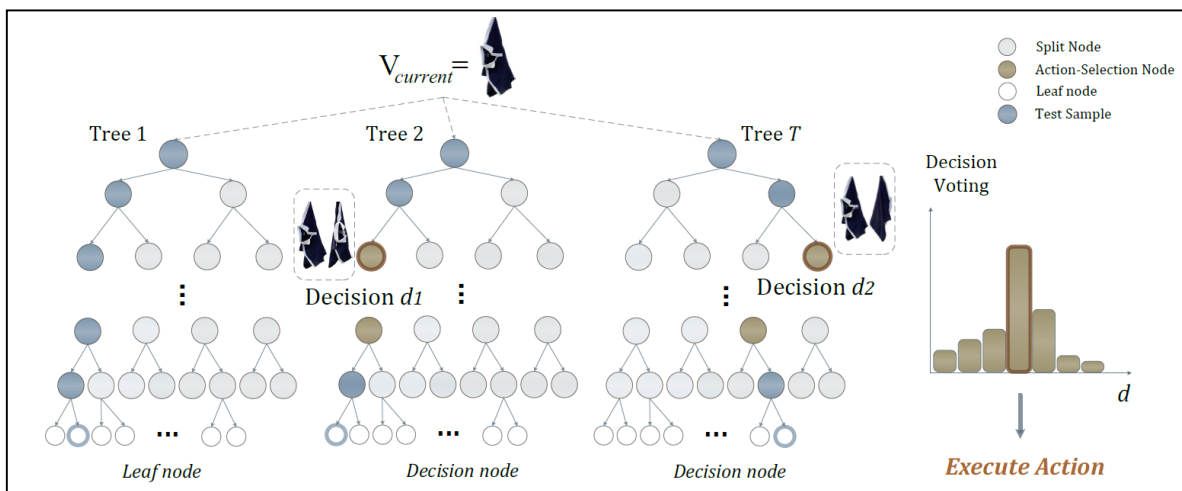 V_current =
Split Node
Action-Selection Node
Leaf node
Test Sample
Tree 1
Tree 2
Tree T
Decision
Voting
Decision d1
Decision d2
...
...
...
d
...
...
...
Leaf node
Decision node
Decision node
Execute Action